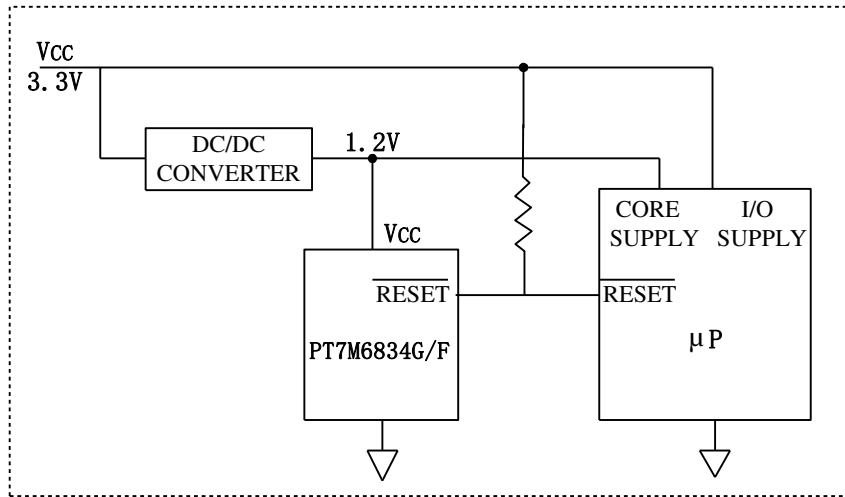 VCC
3.3V
DC/DC
CONVERTER
1.2V
VCC
RESET
PT7M6834G/F
CORE
SUPPLY
I/O
SUPPLY
RESET
μP